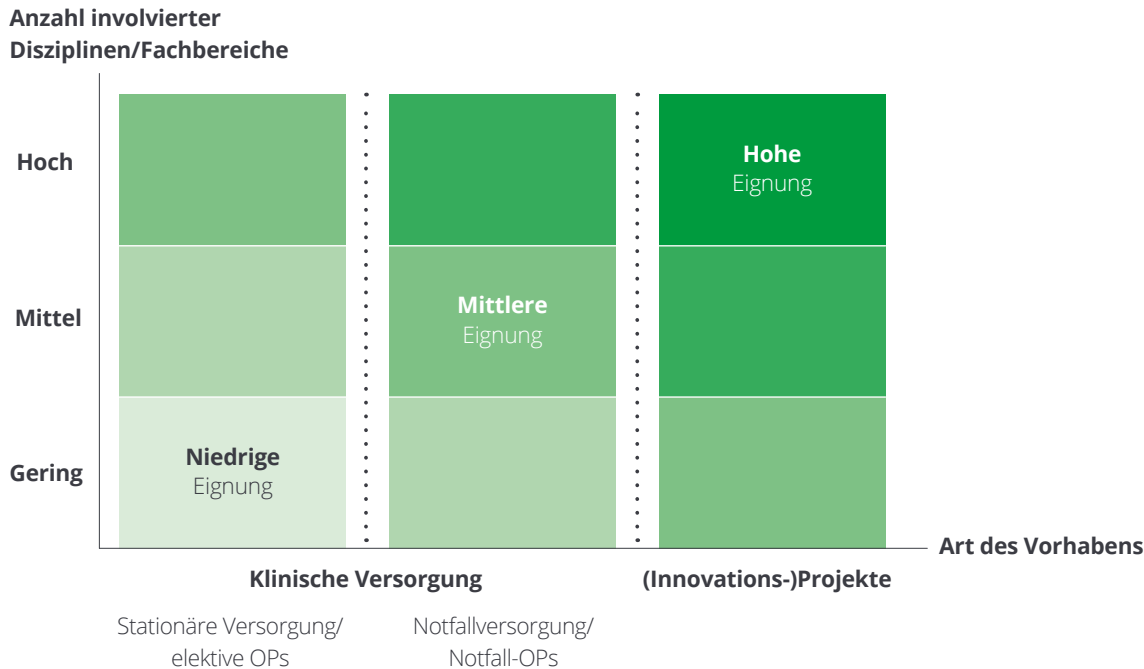 Anzahl involvierter
Disziplinen/Fachbereiche
Hoch
Hohe
Eignung
Mittel
Mittlere
Eignung
Gering
Niedrige
Eignung
Art des Vorhabens
Klinische Versorgung
(Innovations-)Projekte
Stationäre Versorgung/
elektive OPs
Notfallversorgung/
Notfall-OPs